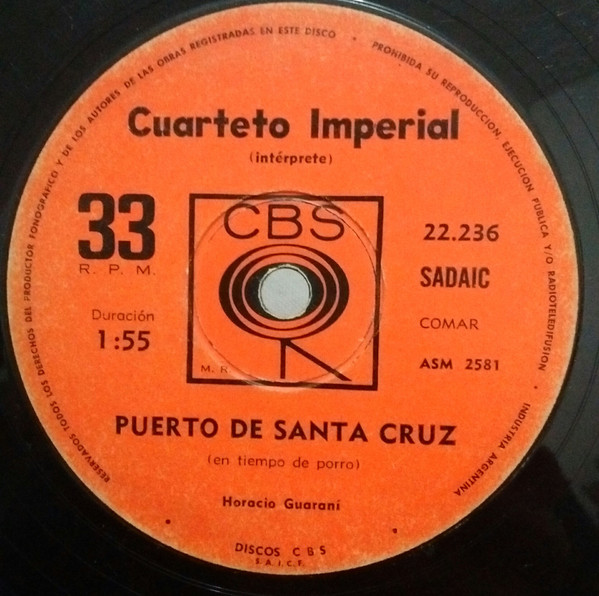 RESERVADOS TODOS LOS DERECHOS DEL PRODUCTOR FONOGRAFICO Y DE LOS AUTORES DE LAS OBRAS REGISTRADAS EN ESTE DISCO • PROHIBIDA SU REPRODUCCION, EJECUCION PUBLICA Y/O RADIOTELEDIFUSION • INDUSTRIA ARGENTINA
Cuarteto Imperial
(intérprete)
33
R. P. M.
Duración
1:55
CBS
M. R.
22.236
SADAIC
COMAR
ASM 2581
PUERTO DE SANTA CRUZ
(en tiempo de porro)
Horacio Guaraní
DISCOS CBS
S.A.I.C.F.